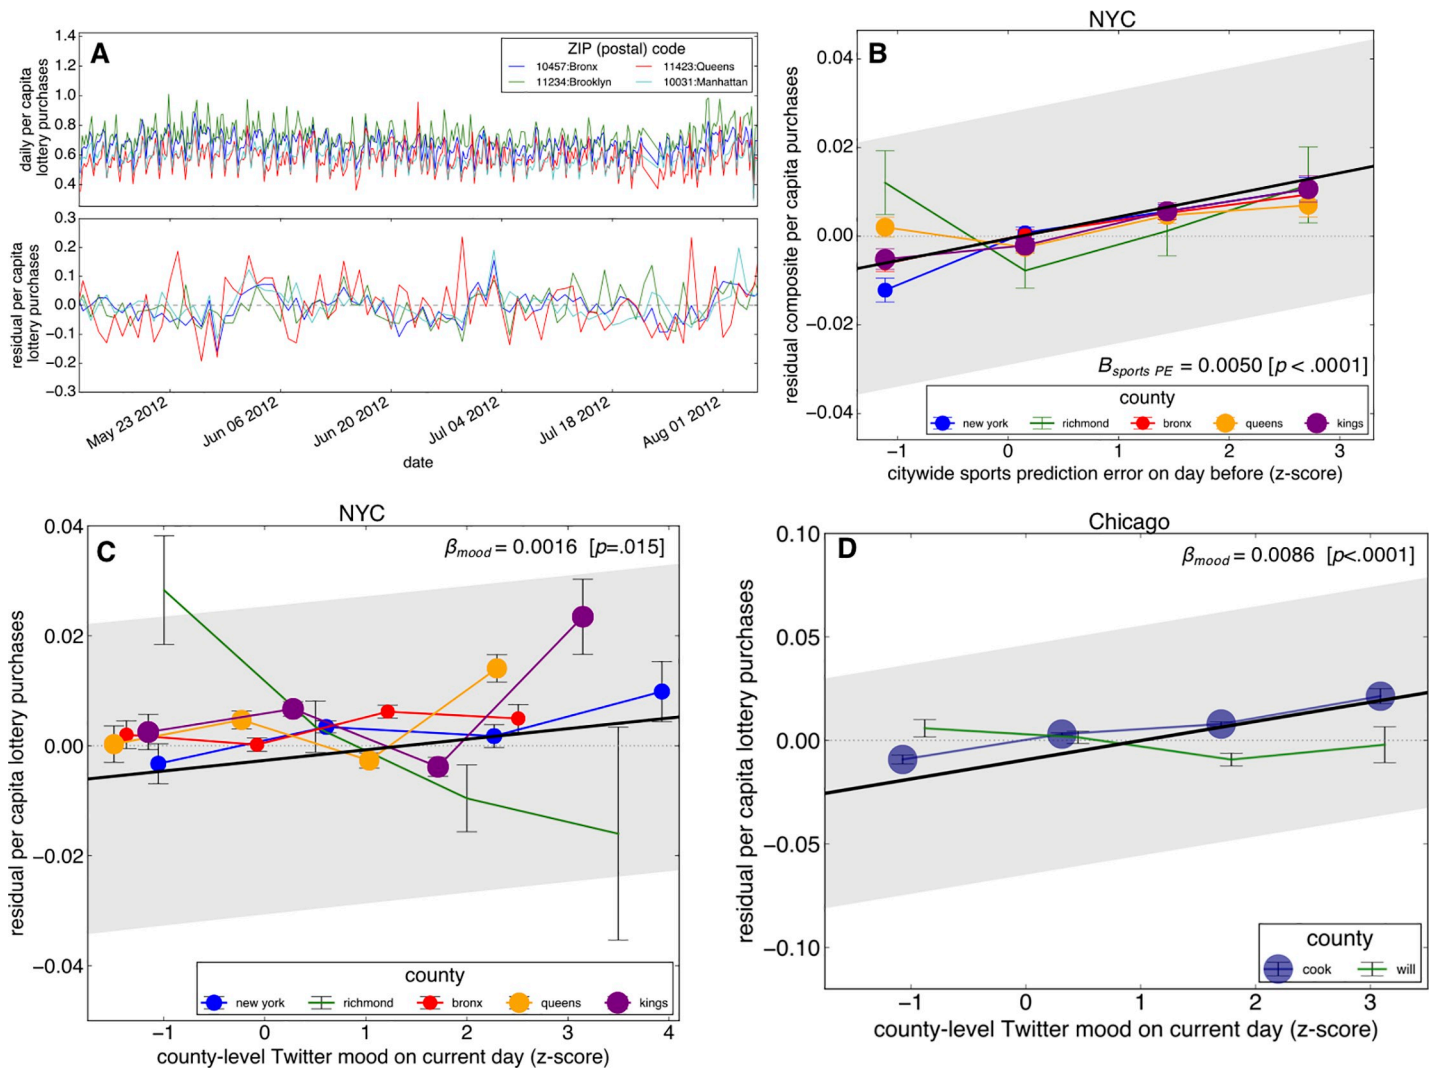 A
daily per capita
lottery purchases
1.4
1.2
1.0
0.8
0.6
0.4
ZIP (postal) code
10457:Bronx
11423:Queens
11234:Brooklyn
10031:Manhattan
residual per capita
lottery purchases
0.3
0.2
0.1
0.0
−0.1
−0.2
−0.3
May 23 2012
Jun 06 2012
Jun 20 2012
Jul 04 2012
Jul 18 2012
Aug 01 2012
date
NYC
B
residual composite per capita purchases
0.04
0.02
0.00
−0.02
−0.04
Bsports PE = 0.0050 [p < .0001]
county
new york
richmond
bronx
queens
kings
−1
0
1
2
3
citywide sports prediction error on day before (z-score)
NYC
C
βmood = 0.0016 [p=.015]
residual per capita lottery purchases
0.04
0.02
0.00
−0.02
−0.04
county
new york
richmond
bronx
queens
kings
−1
0
1
2
3
4
county-level Twitter mood on current day (z-score)
Chicago
D
βmood = 0.0086 [p<.0001]
residual per capita lottery purchases
0.10
0.05
0.00
−0.05
−0.10
county
cook
will
−1
0
1
2
3
county-level Twitter mood on current day (z-score)